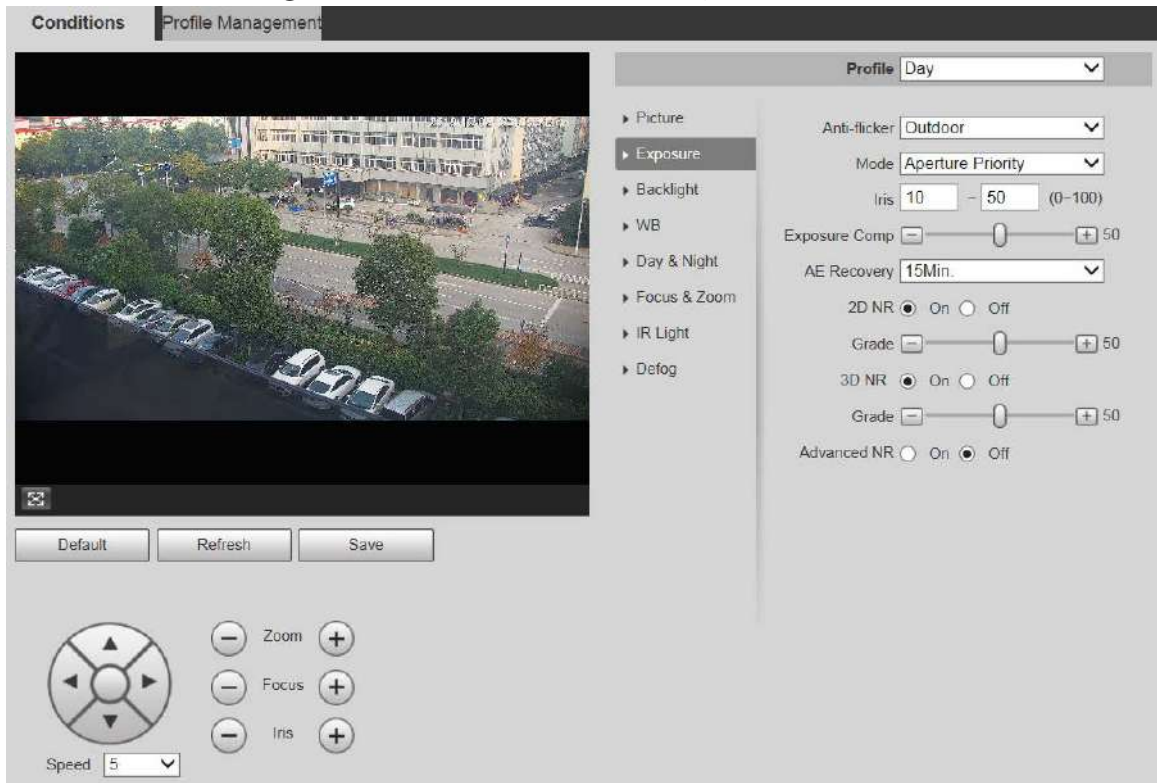 Conditions
Profile Management
Profile Day
Picture
Exposure
Backlight
WB
Day & Night
Focus & Zoom
IR Light
Defog
Anti-flicker Outdoor
Mode Aperture Priority
Iris 10 - 50 (0-100)
Exposure Comp 50
AE Recovery 15Min.
2D NR On Off
Grade 50
3D NR On Off
Grade 50
Advanced NR On Off
Default Refresh Save
Zoom
Focus
Iris
Speed 5